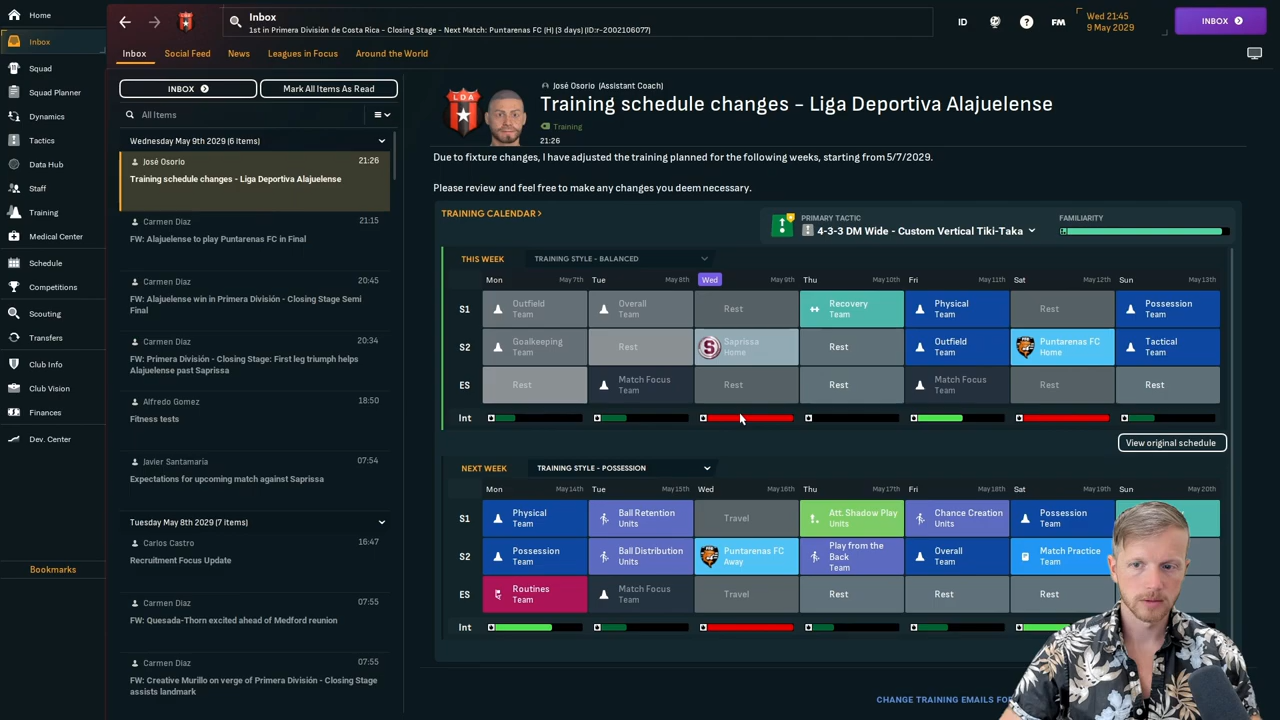 Home
Inbox
Squad
Squad Planner
Dynamics
Tactics
Data Hub
Staff
Training
Medical Center
Schedule
Competitions
Scouting
Transfers
Club Info
Club Vision
Finances
Dev. Center
Bookmarks
Inbox
1st in Primera División de Costa Rica - Closing Stage - Next Match: Puntarenas FC (H) (3 days) (ID:r-2002106077)
ID
FM
Wed 21:45
9 May 2029
INBOX
Inbox
Social Feed
News
Leagues in Focus
Around the World
INBOX
Mark All Items As Read
All Items
Wednesday May 9th 2029 (6 Items)
José Osorio 21:26
Training schedule changes - Liga Deportiva Alajuelense
Carmen Diaz 21:15
FW: Alajuelense to play Puntarenas FC in Final
Carmen Diaz 20:45
FW: Alajuelense win in Primera División - Closing Stage Semi
Final
Carmen Diaz 20:34
FW: Primera División - Closing Stage: First leg triumph helps
Alajuelense past Saprissa
Alfredo Gomez 18:50
Fitness tests
Javier Santamaria 07:54
Expectations for upcoming match against Saprissa
Tuesday May 8th 2029 (7 Items)
Carlos Castro 16:47
Recruitment Focus Update
Carmen Diaz 07:55
FW: Quesada-Thorn excited ahead of Medford reunion
Carmen Diaz 07:55
FW: Creative Murillo on verge of Primera División - Closing Stage
assists landmark
LDA
José Osorio (Assistant Coach)
Training schedule changes - Liga Deportiva Alajuelense
Training
21:26
Due to fixture changes, I have adjusted the training planned for the following weeks, starting from 5/7/2029.
Please review and feel free to make any changes you deem necessary.
TRAINING CALENDAR >
PRIMARY TACTIC
4-3-3 DM Wide - Custom Vertical Tiki-Taka
FAMILIARITY
THIS WEEK
TRAINING STYLE - BALANCED
Mon May 7th Tue May 8th Wed May 9th Thu May 10th Fri May 11th Sat May 12th Sun May 13th
S1
Outfield
Team
Overall
Team
Rest
Recovery
Team
Physical
Team
Rest
Possession
Team
S2
Goalkeeping
Team
Rest
Saprissa
Home
Rest
Outfield
Team
Puntarenas FC
Home
Tactical
Team
ES
Rest
Match Focus
Team
Rest
Rest
Match Focus
Team
Rest
Rest
Int
View original schedule
NEXT WEEK
TRAINING STYLE - POSSESSION
Mon May 14th Tue May 15th Wed May 16th Thu May 17th Fri May 18th Sat May 19th Sun May 20th
S1
Physical
Team
Ball Retention
Units
Travel
Att. Shadow Play
Units
Chance Creation
Units
Possession
Team
S2
Possession
Team
Ball Distribution
Units
Puntarenas FC
Away
Play from the
Back
Team
Overall
Team
Match Practice
Team
ES
Routines
Team
Match Focus
Team
Travel
Rest
Rest
Rest
Int
CHANGE TRAINING EMAILS FO